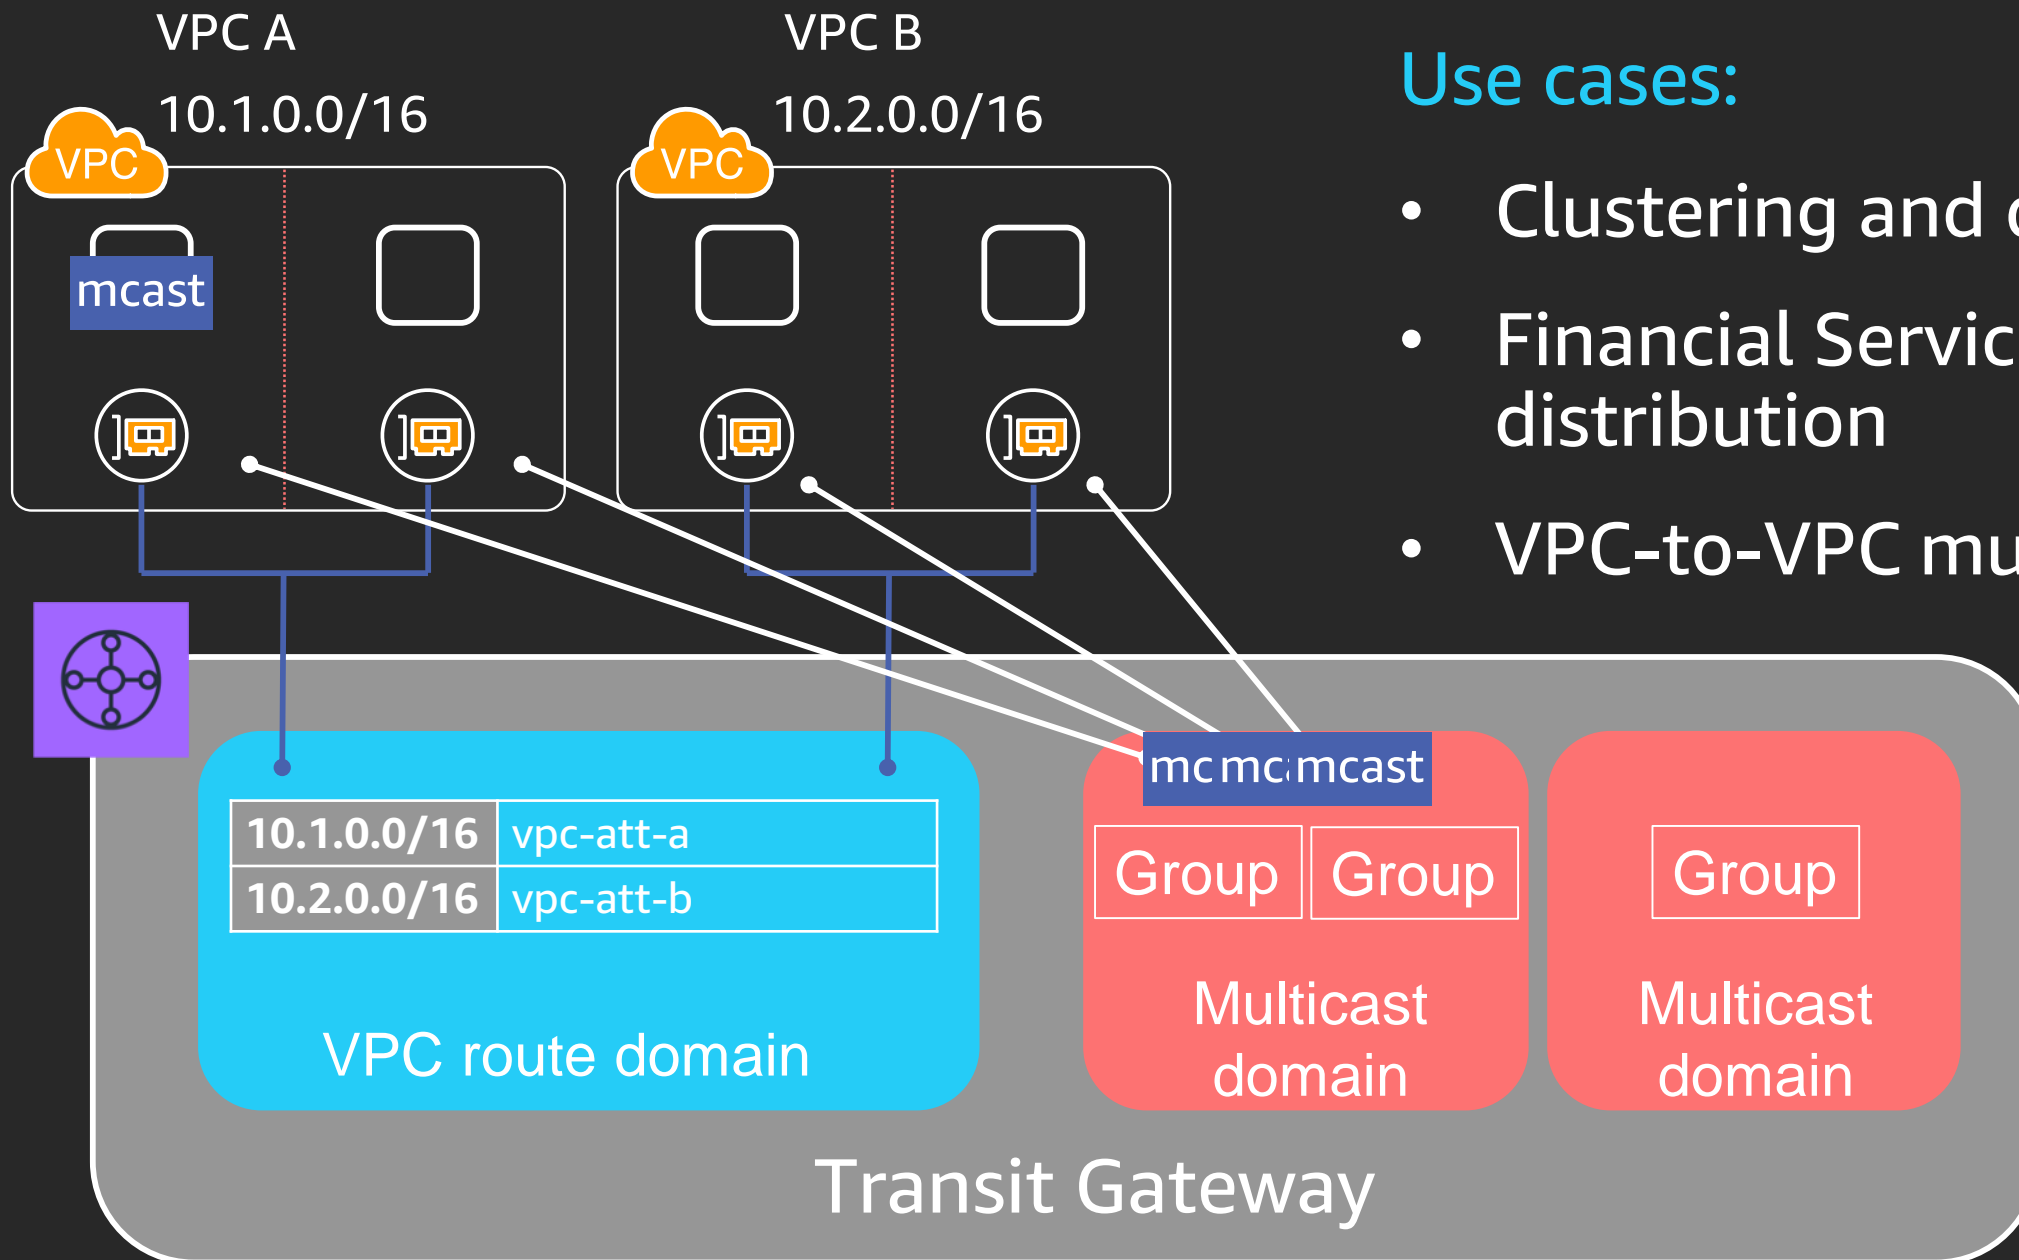 VPC A
10.1.0.0/16
VPC B
10.2.0.0/16
VPC
VPC
mcast
Use cases:
• Clustering and
• Financial Servic
distribution
• VPC-to-VPC mu
mc mc mcast
10.1.0.0/16 vpc-att-a
10.2.0.0/16 vpc-att-b
VPC route domain
Group Group
Multicast
domain
Group
Multicast
domain
Transit Gateway